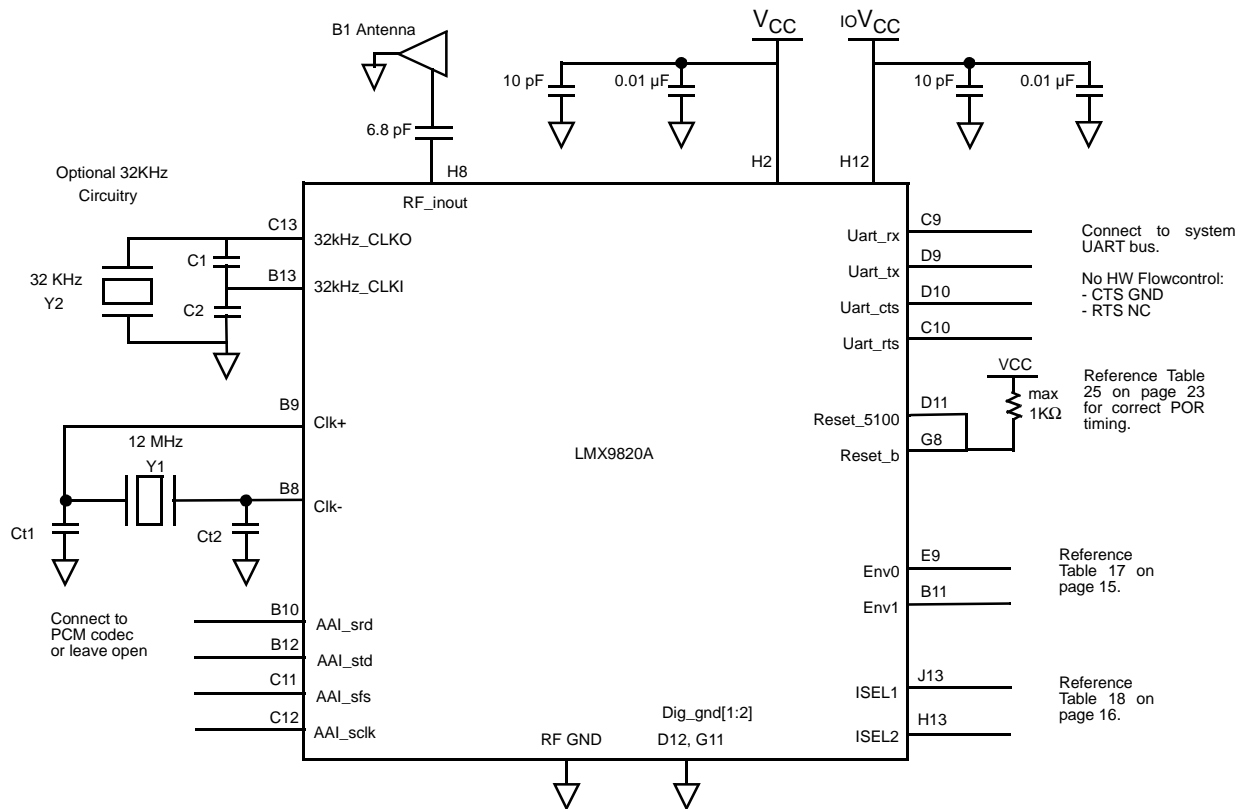 B1 Antenna
VCC
IOVCC
10 pF
0.01 µF
10 pF
0.01 µF
6.8 pF
H8
H2
H12
RF_inout
Optional 32KHz
Circuitry
C13
32kHz_CLKO
C1
B13
32kHz_CLKI
32 KHz
Y2
C2
B9
Clk+
12 MHz
Y1
B8
Clk-
Ct1
Ct2
Connect to
PCM codec
or leave open
B10
AAI_srd
B12
AAI_std
C11
AAI_sfs
C12
AAI_sclk
LMX9820A
RF GND
Dig_gnd[1:2]
D12, G11
C9
Uart_rx
D9
Uart_tx
D10
Uart_cts
C10
Uart_rts
Connect to system
UART bus.
No HW Flowcontrol:
- CTS GND
- RTS NC
VCC
max
1KΩ
D11
Reset_5100
G8
Reset_b
Reference Table
25 on page 23
for correct POR
timing.
E9
Env0
B11
Env1
Reference
Table 17 on
page 15.
J13
ISEL1
H13
ISEL2
Reference
Table 18 on
page 16.